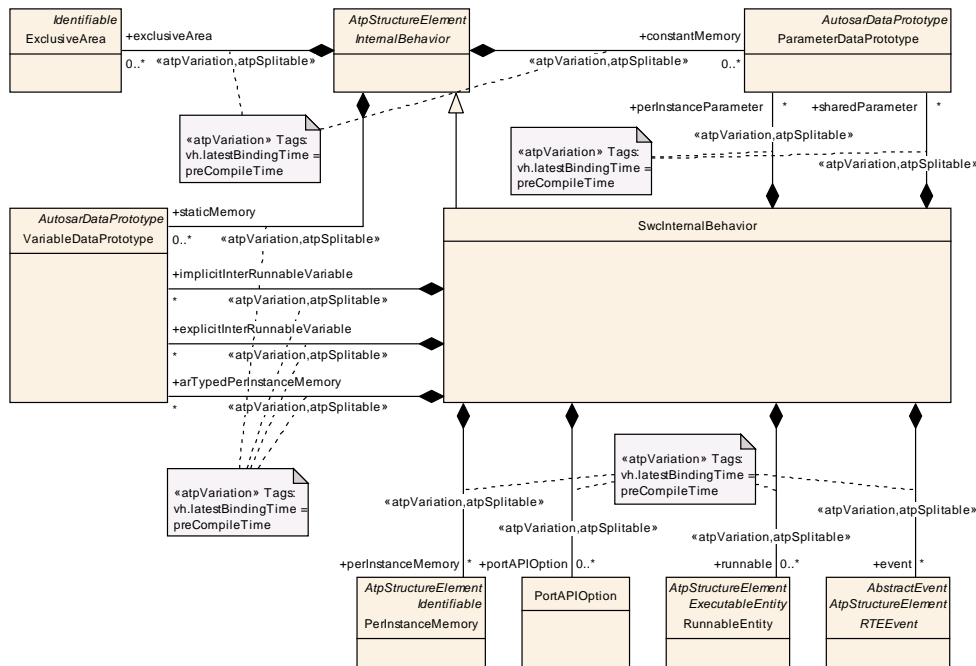 Identifiable
ExclusiveArea
+exclusiveArea
0..*
«atpVariation,atpSplitable»
AtpStructureElement
InternalBehavior
+constantMemory
«atpVariation,atpSplitable»
0..*
AutosarDataPrototype
ParameterDataPrototype
+perInstanceParameter
*
+sharedParameter
*
«atpVariation,atpSplitable»
«atpVariation,atpSplitable»
«atpVariation» Tags:
vh.latestBindingTime =
preCompileTime
«atpVariation» Tags:
vh.latestBindingTime =
preCompileTime
AutosarDataPrototype
VariableDataPrototype
+staticMemory
0..*
«atpVariation,atpSplitable»
+implicitInterRunnableVariable
*
«atpVariation,atpSplitable»
+explicitInterRunnableVariable
*
«atpVariation,atpSplitable»
+arTypedPerInstanceMemory
*
«atpVariation,atpSplitable»
SwcInternalBehavior
«atpVariation» Tags:
vh.latestBindingTime =
preCompileTime
«atpVariation» Tags:
vh.latestBindingTime =
preCompileTime
«atpVariation,atpSplitable»
«atpVariation,atpSplitable»
«atpVariation,atpSplitable»
«atpVariation,atpSplitable»
+perInstanceMemory
*
+portAPIOption
0..*
+runnable
0..*
+event
*
AtpStructureElement
Identifiable
PerInstanceMemory
PortAPIOption
AtpStructureElement
ExecutableEntity
RunnableEntity
AbstractEvent
AtpStructureElement
RTEEvent